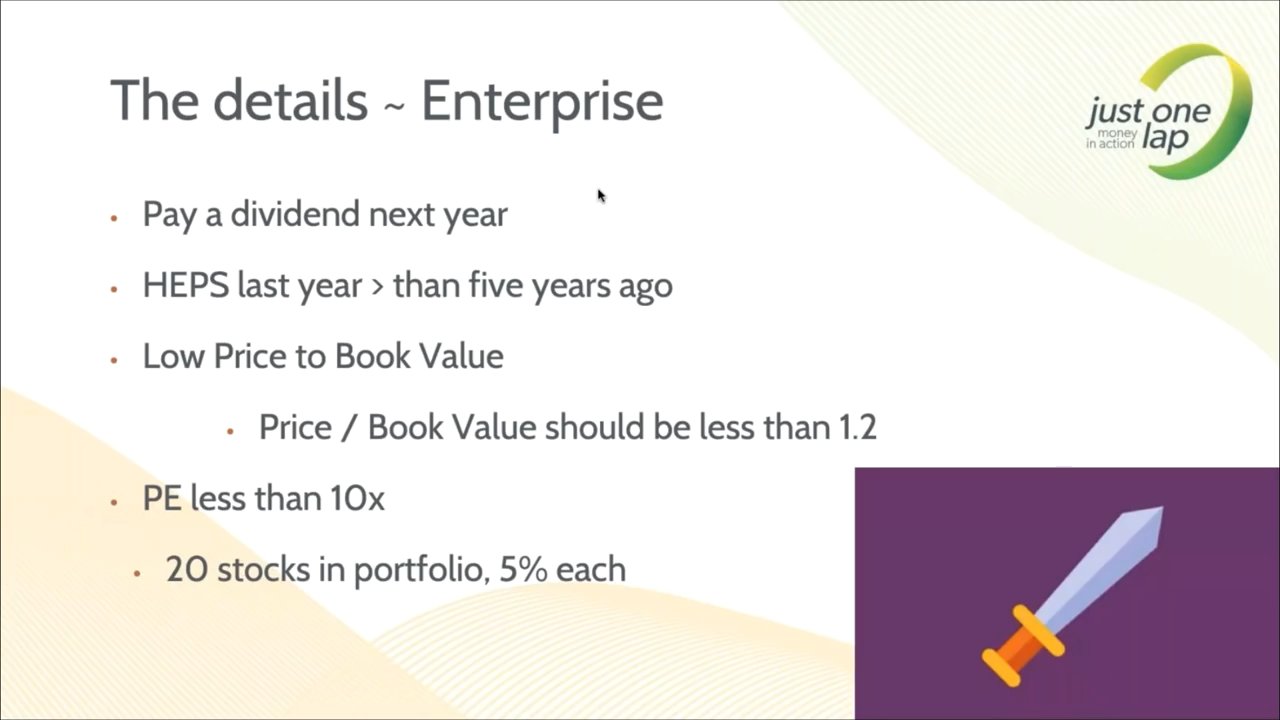 The details ~ Enterprise
just one
money
in action lap
• Pay a dividend next year
• HEPS last year > than five years ago
• Low Price to Book Value
• Price / Book Value should be less than 1.2
• PE less than 10x
• 20 stocks in portfolio, 5% each